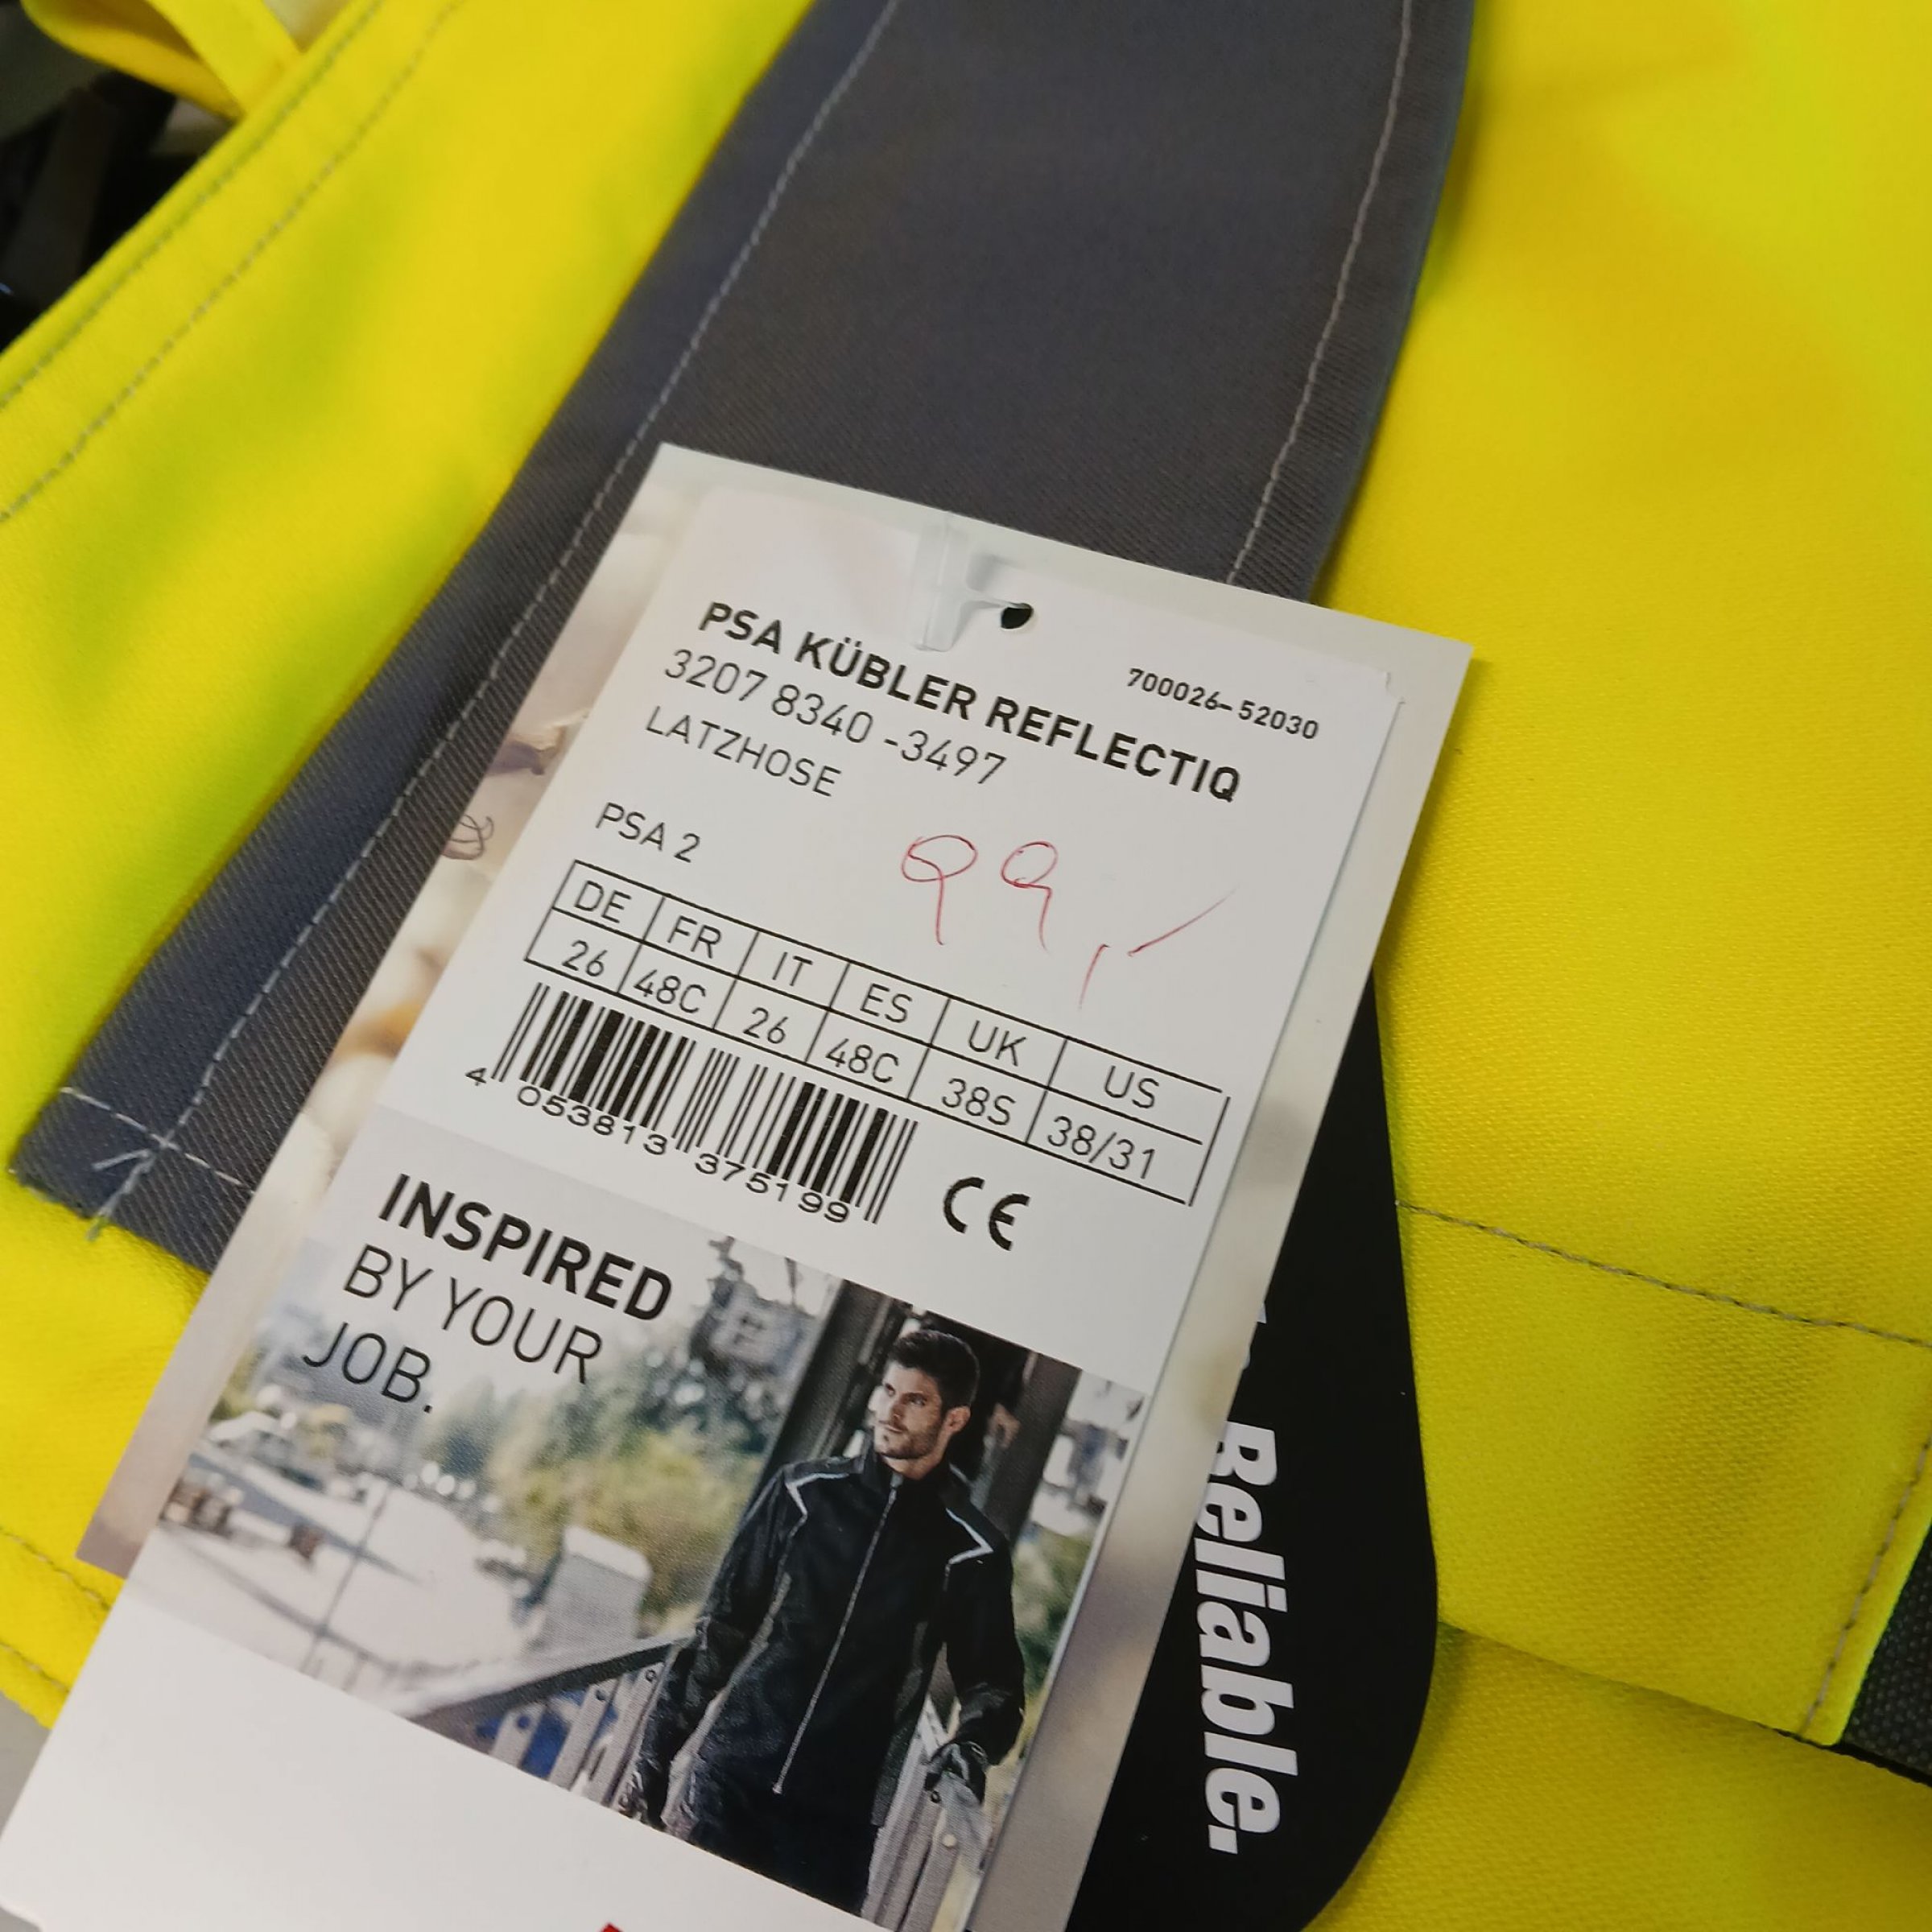 PSA KÜBLER REFLECTIQ
700026-52030
3207 8340 -3497
LATZHOSE
PSA 2
99,-
DE FR IT ES UK US
26 48C 26 48C 38S 38/31
4 053813 375199
CE
INSPIRED
BY YOUR
JOB.
Reliable.